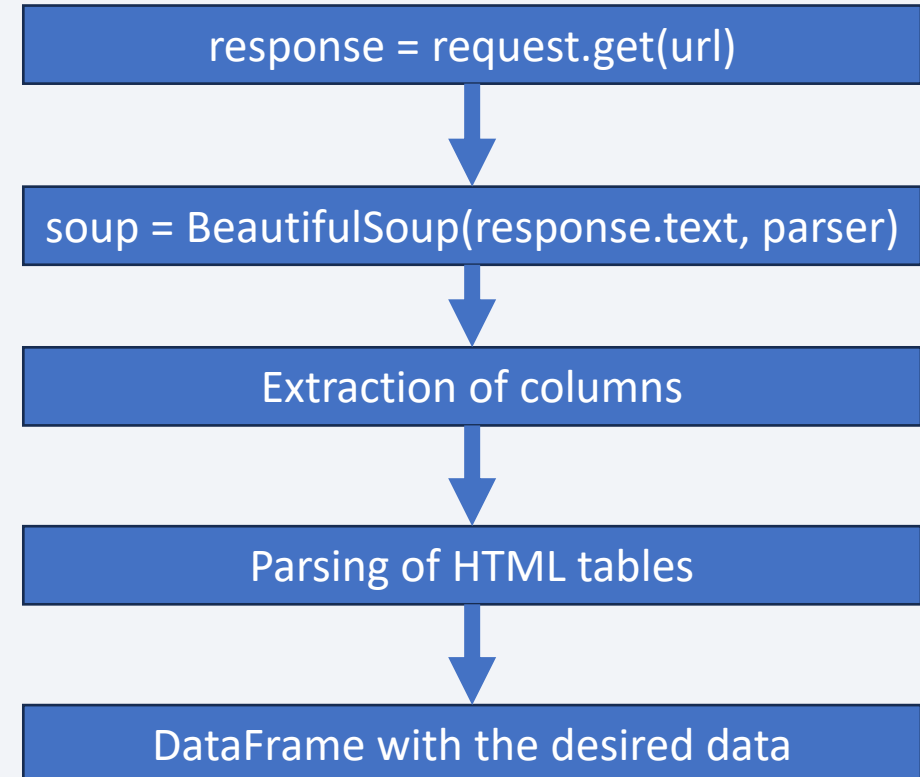 response = request.get(url)
soup = BeautifulSoup(response.text, parser)
Extraction of columns
Parsing of HTML tables
DataFrame with the desired data